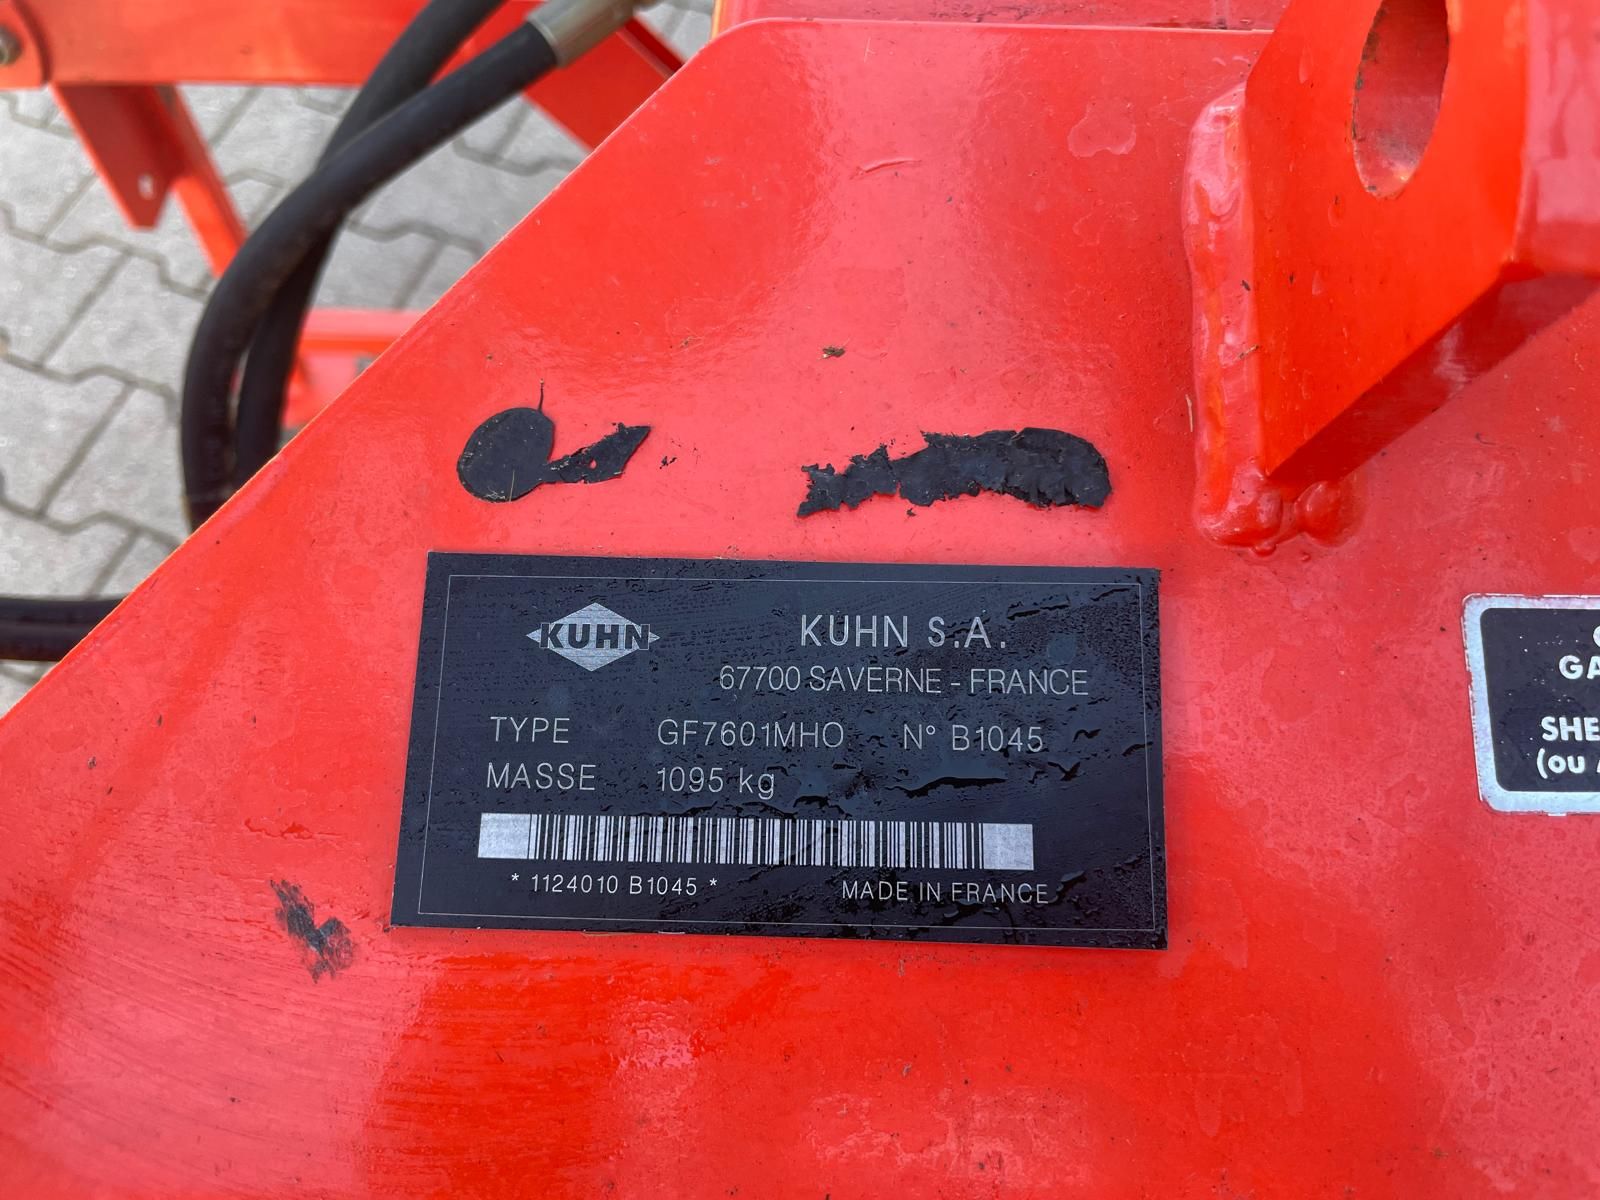 KUHN
KUHN S.A.
67700 SAVERNE - FRANCE
TYPE GF7601MHO N° B1045
MASSE 1095 kg
* 1124010 B1045 *
MADE IN FRANCE
GA
SHE
(ou